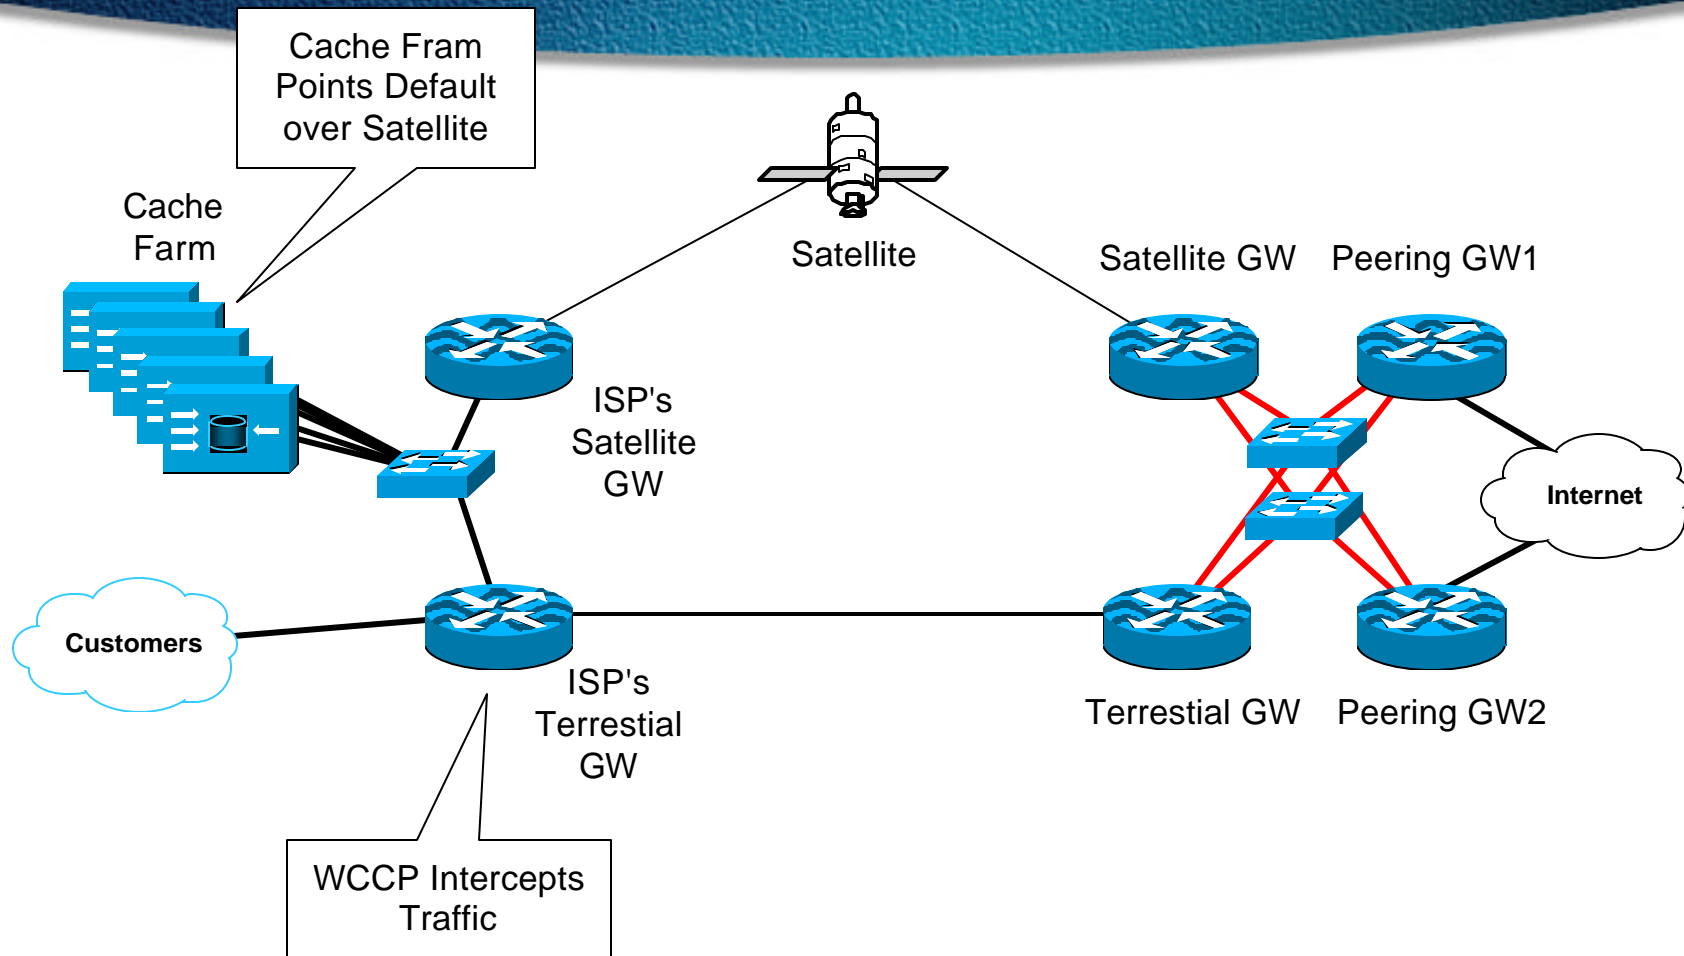 Cache Fram
Points Default
over Satellite
Cache
Farm
Satellite
Satellite GW
Peering GW1
ISP's
Satellite
GW
Internet
Customers
ISP's
Terrestial
GW
Terrestial GW
Peering GW2
WCCP Intercepts
Traffic